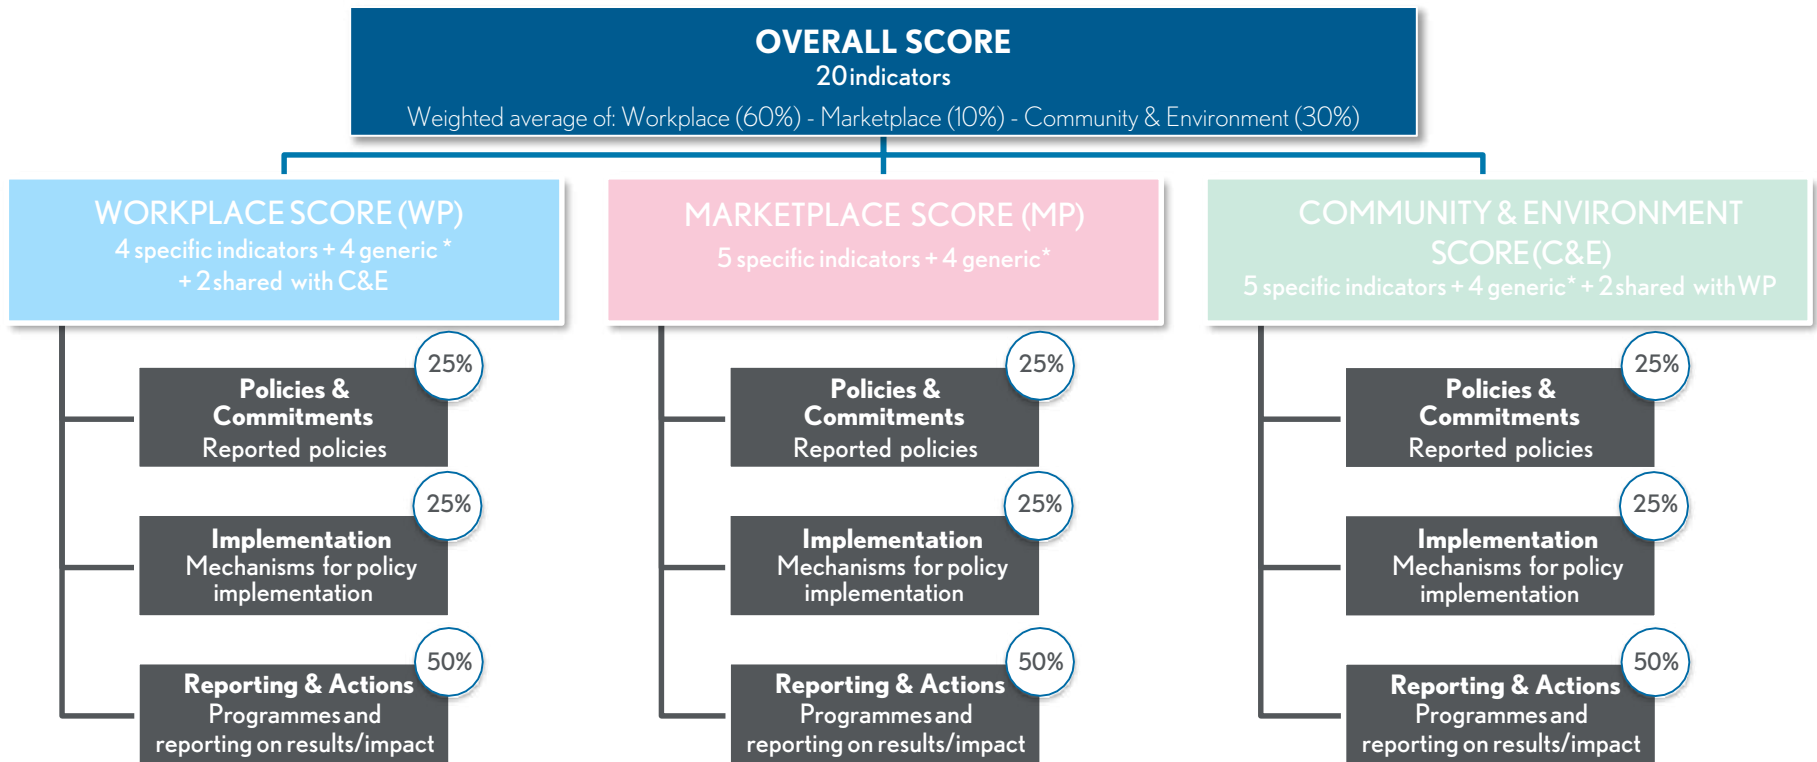 OVERALL SCORE
20 indicators
Weighted average of: Workplace (60%) - Marketplace (10%) - Community & Environment (30%)
WORKPLACE SCORE (WP)
4 specific indicators + 4 generic *
+ 2 shared with C&E
25%
Policies &
Commitments
Reported policies
25%
Implementation
Mechanisms for policy
implementation
50%
Reporting & Actions
Programmes and
reporting on results/impact
MARKETPLACE SCORE (MP)
5 specific indicators + 4 generic*
25%
Policies &
Commitments
Reported policies
25%
Implementation
Mechanisms for policy
implementation
50%
Reporting & Actions
Programmes and
reporting on results/impact
COMMUNITY & ENVIRONMENT
SCORE (C&E)
5 specific indicators + 4 generic* + 2 shared with WP
25%
Policies &
Commitments
Reported policies
25%
Implementation
Mechanisms for policy
implementation
50%
Reporting & Actions
Programmes and
reporting on results/impact